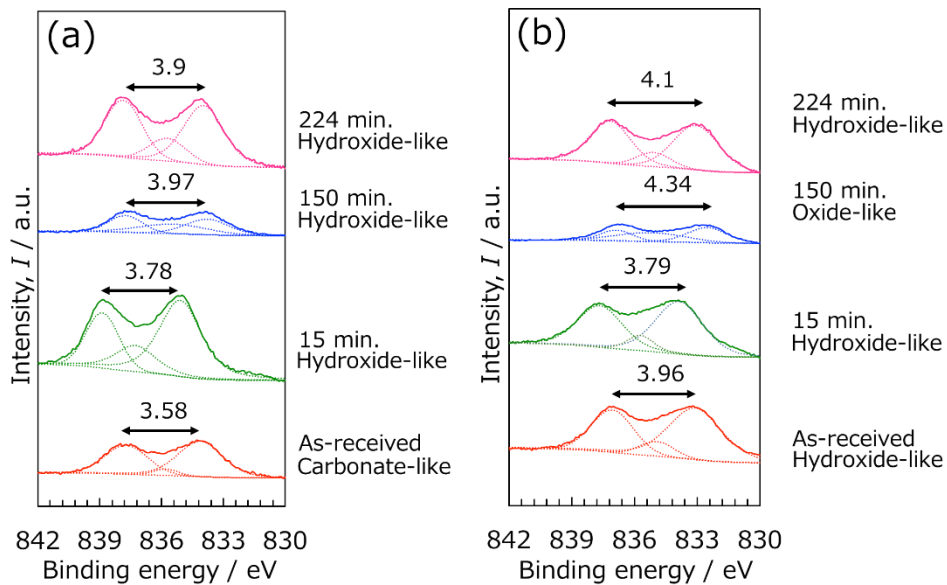 (a)
3.9
224 min.
Hydroxide-like
3.97
150 min.
Hydroxide-like
3.78
15 min.
Hydroxide-like
3.58
As-received
Carbonate-like
Intensity, I / a.u.
842 839 836 833 830
Binding energy / eV
(b)
4.1
224 min.
Hydroxide-like
4.34
150 min.
Oxide-like
3.79
15 min.
Hydroxide-like
3.96
As-received
Hydroxide-like
Intensity, I / a.u.
842 839 836 833 830
Binding energy / eV